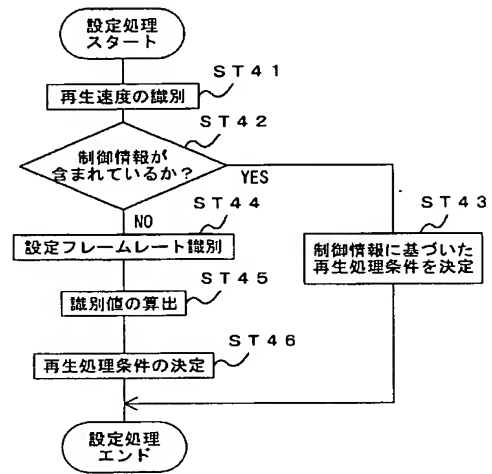 設定処理
スタート
ST41
再生速度の識別
ST42
制御情報が
含まれているか？
YES
NO
ST44
ST43
設定フレームレート識別
制御情報に基づいた
再生処理条件を決定
ST45
識別値の算出
ST46
再生処理条件の決定
設定処理
エンド